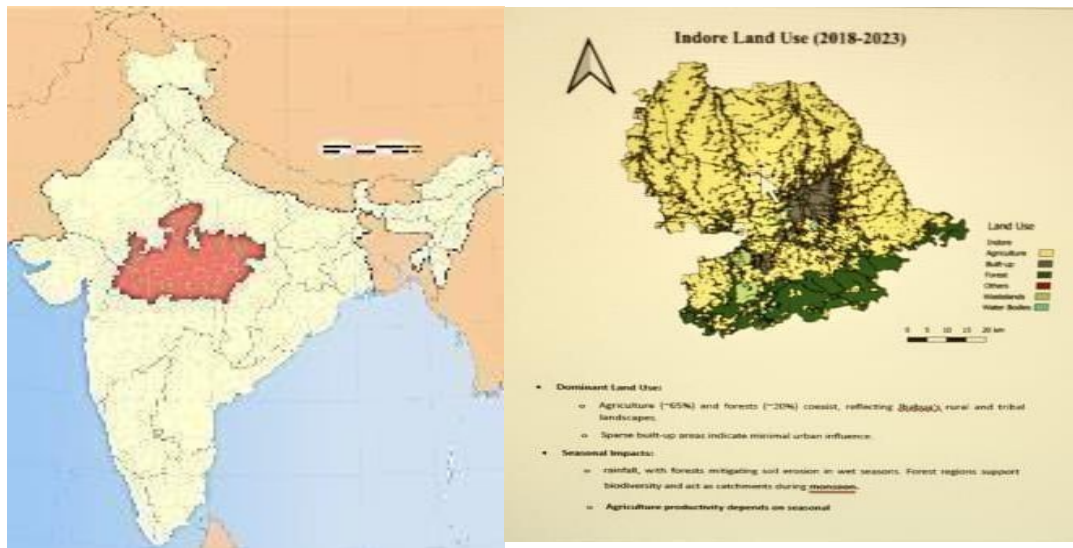 Indore Land Use (2018-2023)
Land Use
Indore
Agriculture
Built-up
Forest
Others
Wastelands
Water Bodies
0 5 10 15 20 km
• Dominant Land Use:
o Agriculture (~65%) and forests (~20%) coexist, reflecting Jhabua's rural and tribal
landscapes.
o Sparse built-up areas indicate minimal urban influence.
• Seasonal Impacts:
o rainfall, with forests mitigating soil erosion in wet seasons. Forest regions support
biodiversity and act as catchments during monsoon.
o Agriculture productivity depends on seasonal